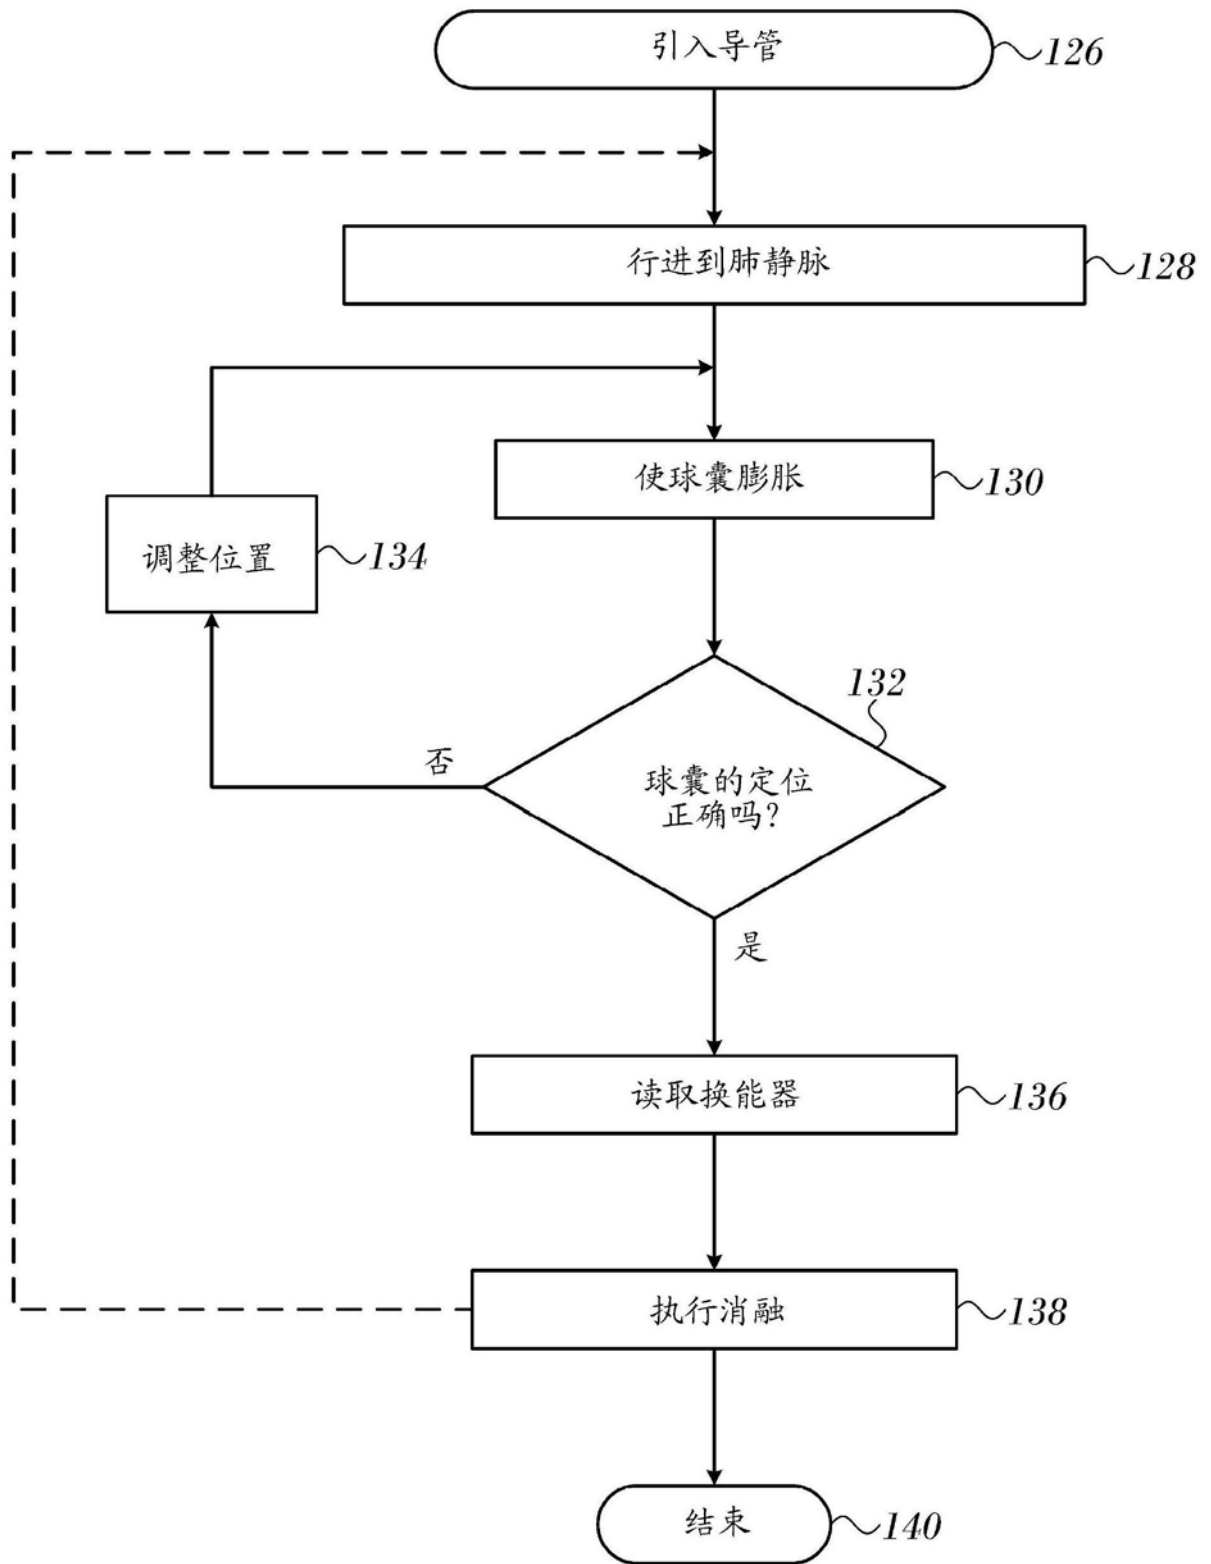 引入导管
126
行进到肺静脉
128
使球囊膨胀
130
调整位置
134
132
否
球囊的定位
正确吗?
是
读取换能器
136
执行消融
138
结束
140